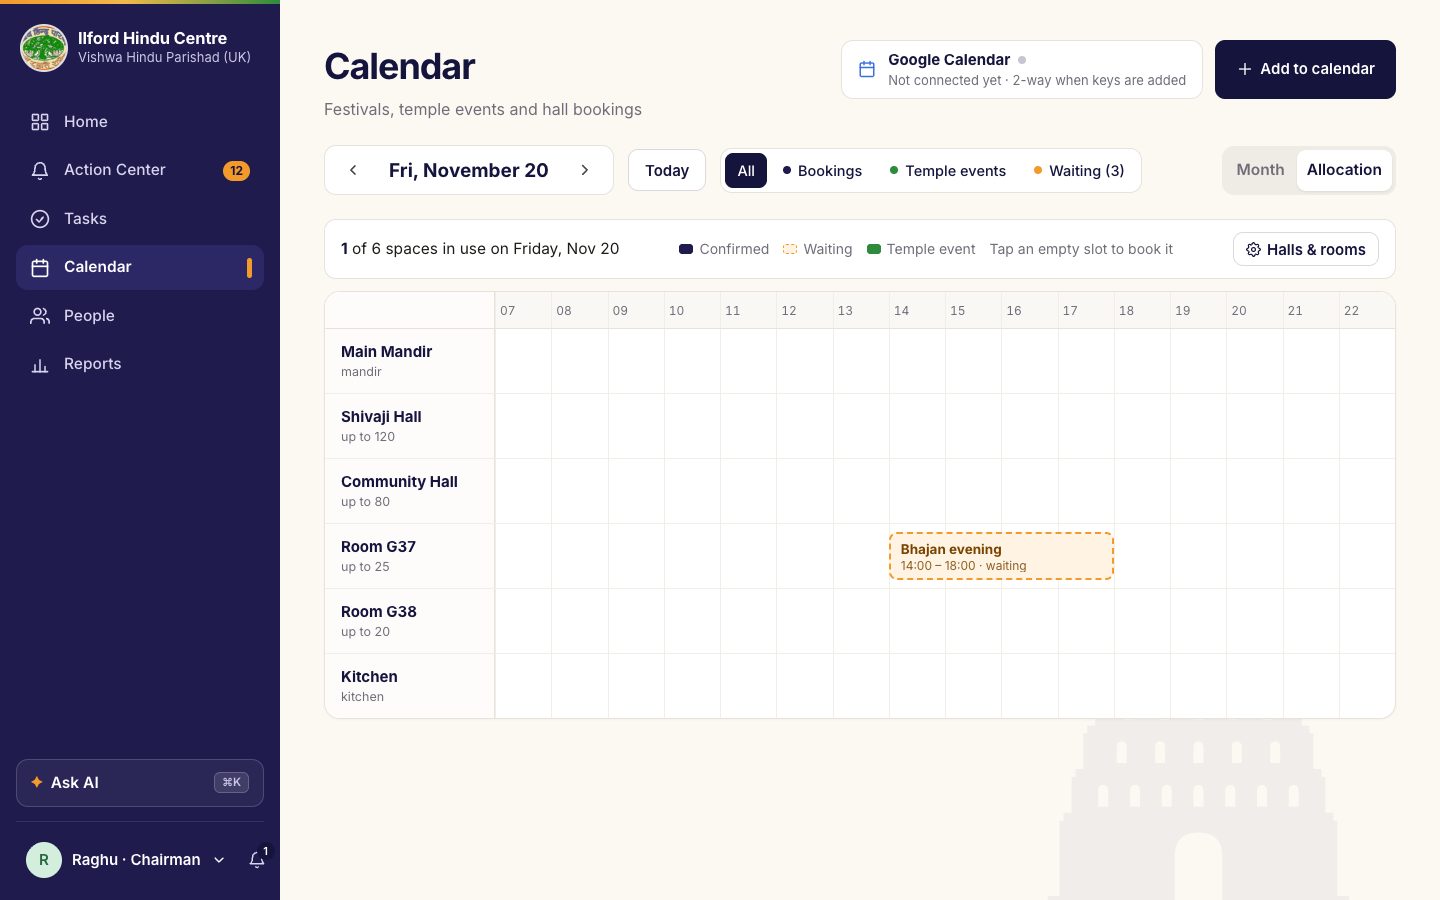 Ilford Hindu Centre
Vishwa Hindu Parishad (UK)
Home
Action Center 12
Tasks
Calendar
People
Reports
Ask AI ⌘K
R Raghu · Chairman 1
Calendar
Festivals, temple events and hall bookings
Google Calendar
Not connected yet · 2-way when keys are added
+ Add to calendar
Fri, November 20
Today
All Bookings Temple events Waiting (3)
Month Allocation
1 of 6 spaces in use on Friday, Nov 20
Confirmed Waiting Temple event Tap an empty slot to book it
Halls & rooms
07 08 09 10 11 12 13 14 15 16 17 18 19 20 21 22
Main Mandir
mandir
Shivaji Hall
up to 120
Community Hall
up to 80
Room G37
up to 25
Bhajan evening
14:00 – 18:00 · waiting
Room G38
up to 20
Kitchen
kitchen